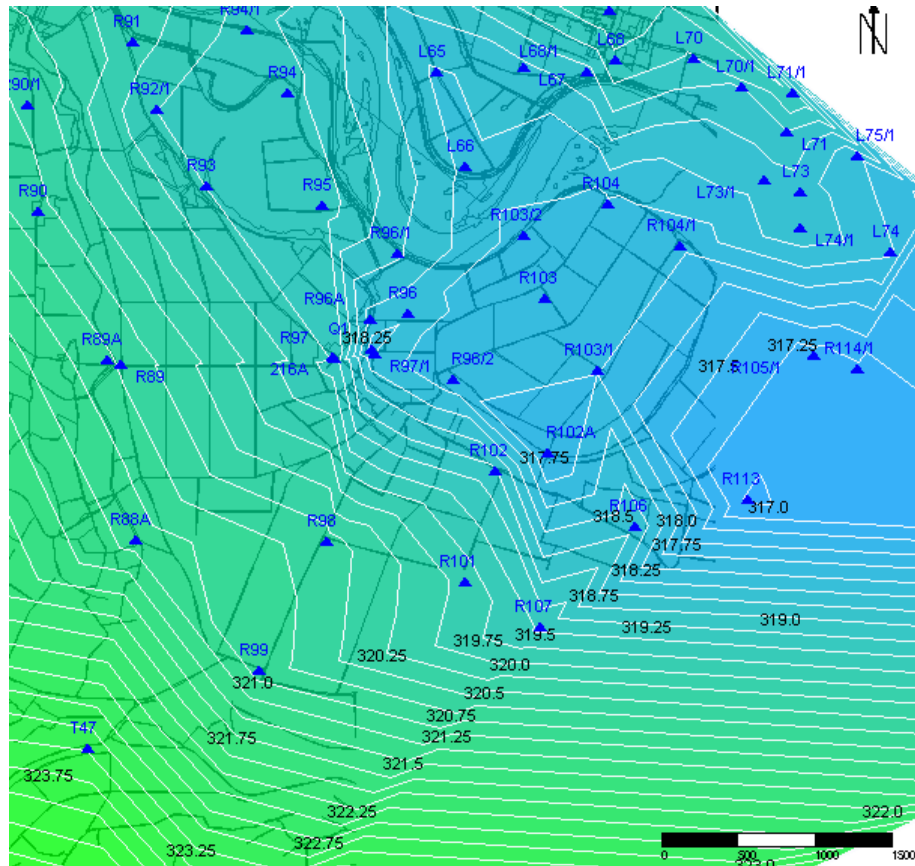 R91
R94/1
L65
L68/1
L68
L70
N
R90/1
R92/1
R94
L67
L70/1
L71/1
L66
L71
L75/1
R93
R95
R104
L73/1
L73
R90
R96/1
R103/2
R104/1
L74/1
L74
R96A
R96
R103
Q1
318.25
R89A
R97
R97/1
R96/2
R103/1
317.5
317.25
R114/1
R89
216A
R105/1
R102
R102A
317.75
R113
317.0
R88A
R98
318.5
R106
318.0
317.75
R101
318.25
318.75
R107
319.5
319.25
319.0
319.75
R99
320.25
320.0
321.0
320.5
T47
321.75
320.75
321.25
323.75
321.5
322.25
322.0
323.25
322.75
0
500
1000
1500
323.0